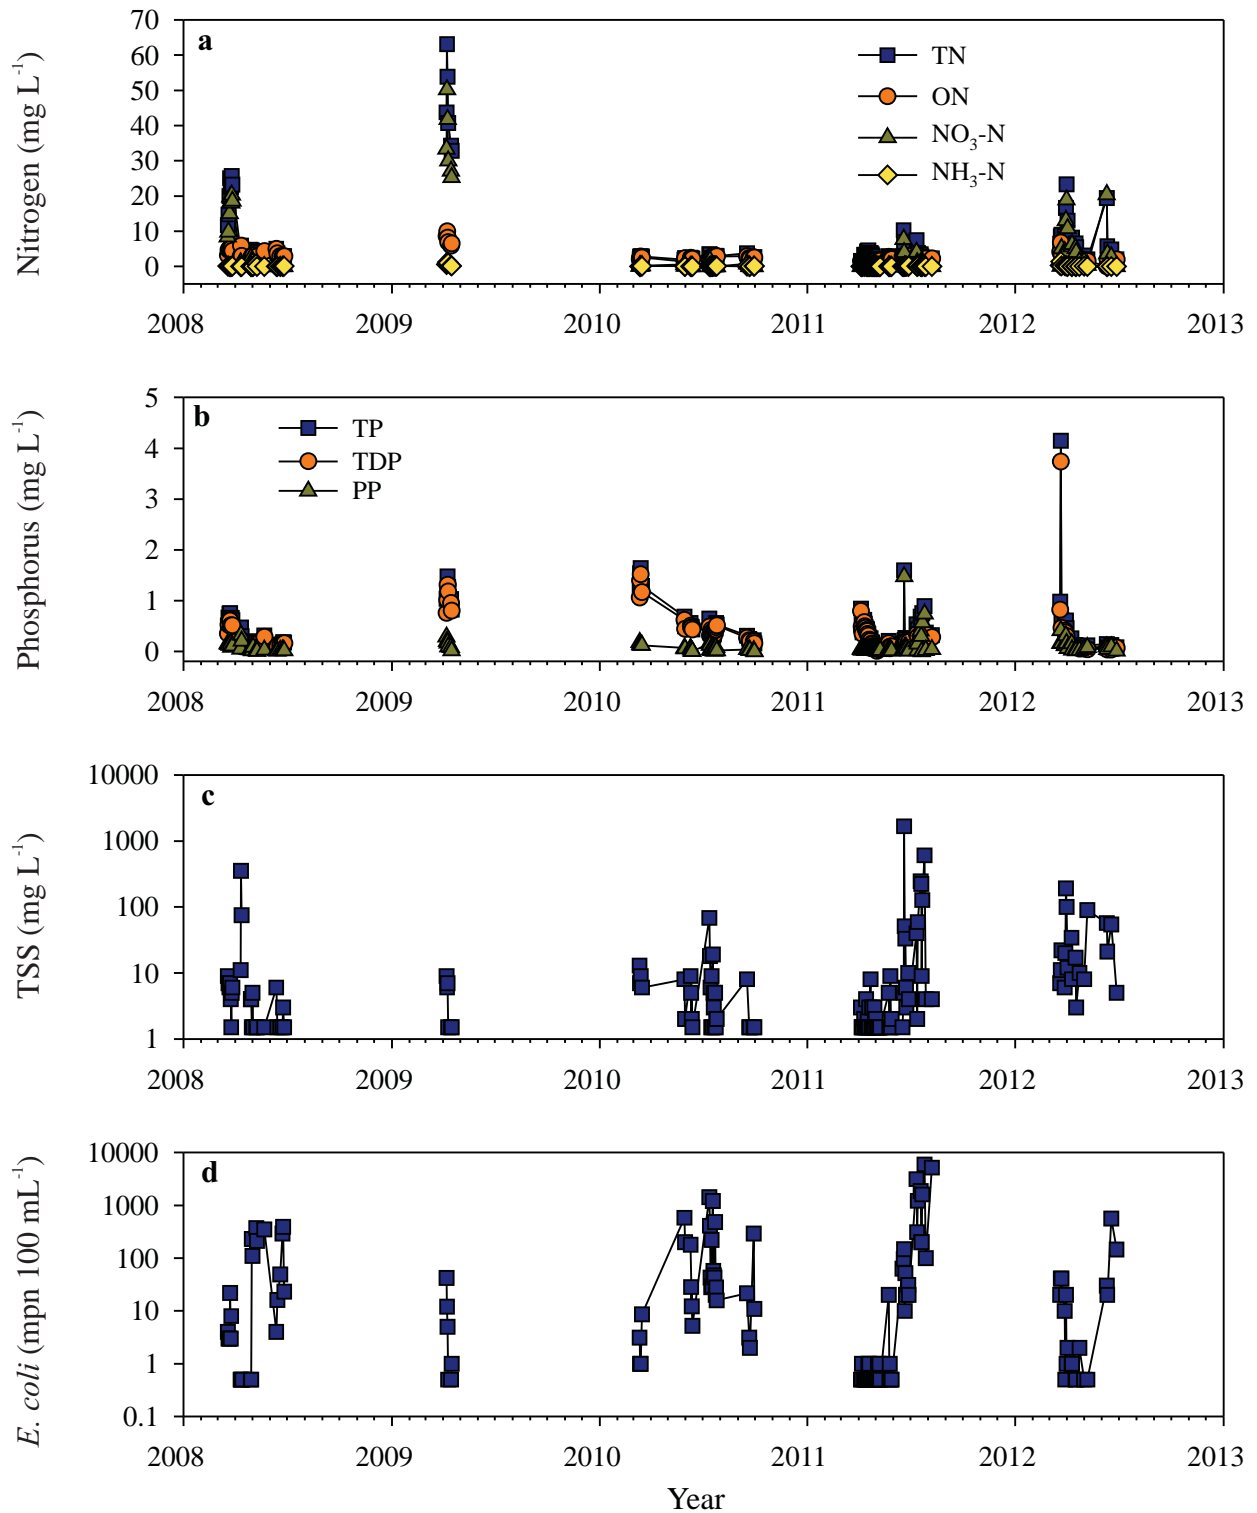 Nitrogen (mg L-1)
70
60
50
40
30
20
10
0
a
TN
ON
NO3-N
NH3-N
2008 2009 2010 2011 2012 2013
Phosphorus (mg L-1)
5
4
3
2
1
0
b
TP
TDP
PP
2008 2009 2010 2011 2012 2013
TSS (mg L-1)
10000
1000
100
10
1
c
2008 2009 2010 2011 2012 2013
E. coli (mpn 100 mL-1)
10000
1000
100
10
1
0.1
d
2008 2009 2010 2011 2012 2013
Year